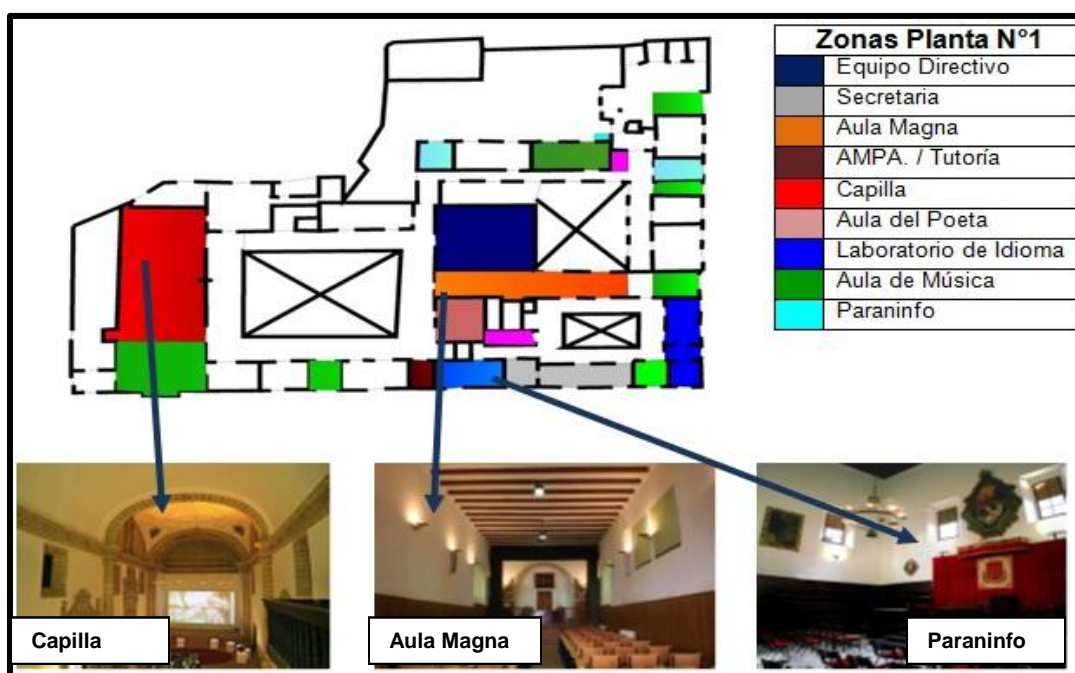 Zonas Planta N°1
Equipo Directivo
Secretaria
Aula Magna
AMPA. / Tutoría
Capilla
Aula del Poeta
Laboratorio de Idioma
Aula de Música
Paraninfo
Capilla
Aula Magna
Paraninfo